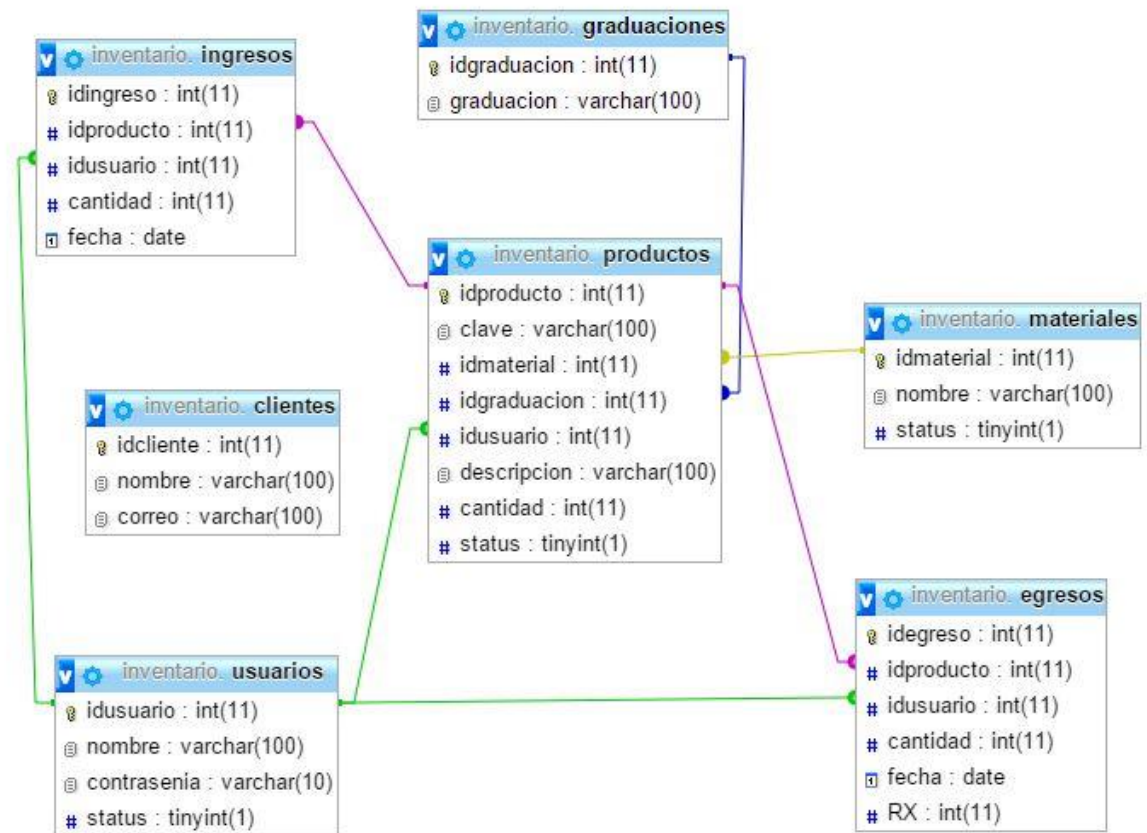 inventario. ingresos
idingreso : int(11)
# idproducto : int(11)
# idusuario : int(11)
# cantidad : int(11)
fecha : date
inventario. graduaciones
idgraduacion : int(11)
graduacion : varchar(100)
inventario. productos
idproducto : int(11)
clave : varchar(100)
# idmaterial : int(11)
# idgraduacion : int(11)
# idusuario : int(11)
descripcion : varchar(100)
# cantidad : int(11)
# status : tinyint(1)
inventario. materiales
idmaterial : int(11)
nombre : varchar(100)
# status : tinyint(1)
inventario. clientes
idcliente : int(11)
nombre : varchar(100)
correo : varchar(100)
inventario. usuarios
idusuario : int(11)
nombre : varchar(100)
contrasenia : varchar(10)
# status : tinyint(1)
inventario. egresos
idegreso : int(11)
# idproducto : int(11)
# idusuario : int(11)
# cantidad : int(11)
fecha : date
# RX : int(11)